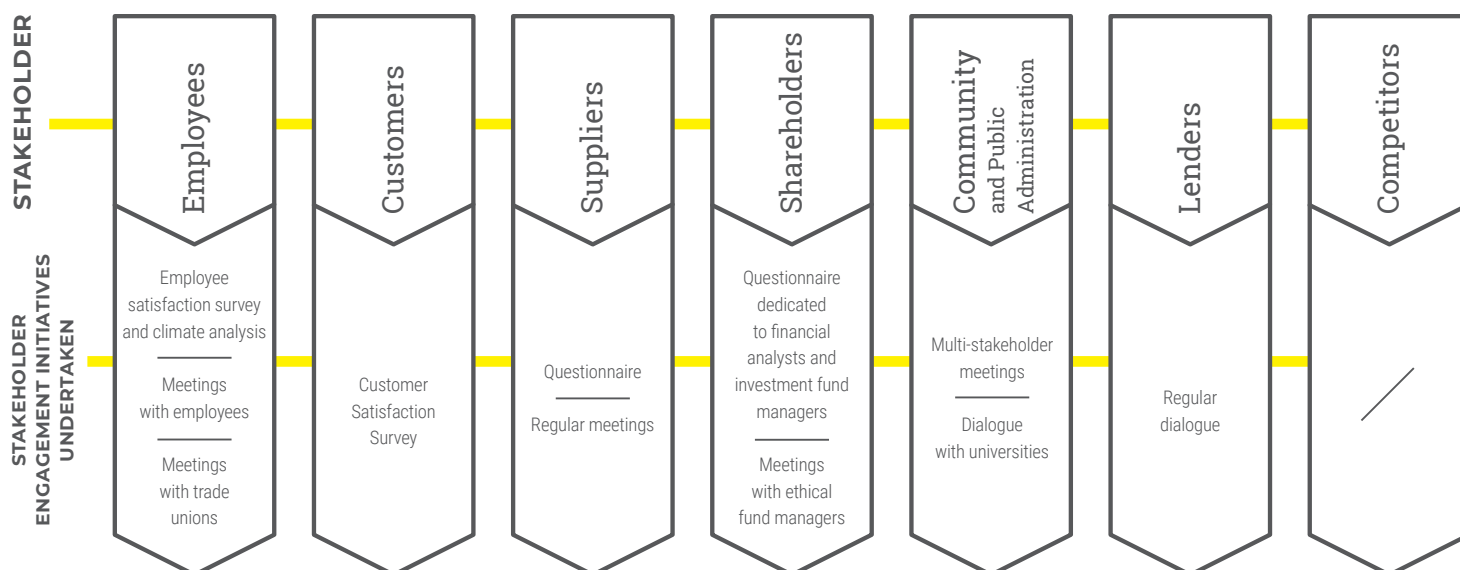 STAKEHOLDER
Employees
Customers
Suppliers
Shareholders
Community
and Public
Administration
Lenders
Competitors
STAKEHOLDER
ENGAGEMENT INITIATIVES
UNDERTAKEN
Employee
satisfaction survey
and climate analysis
Meetings
with employees
Meetings
with trade
unions
Customer
Satisfaction
Survey
Questionnaire
Regular meetings
Questionnaire
dedicated
to financial
analysts and
investment fund
managers
Meetings
with ethical
fund managers
Multi-stakeholder
meetings
Dialogue
with universities
Regular
dialogue